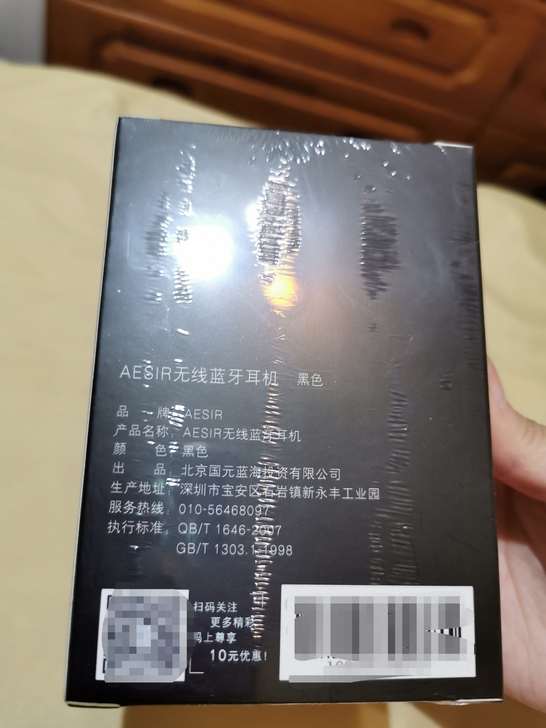 AESIR无线蓝牙耳机 黑色
品 牌：AESIR
产品名称：AESIR无线蓝牙耳机
颜 色：黑色
出 品：北京国元蓝海投资有限公司
生产地址：深圳市宝安区石岩镇新永丰工业园
服务热线：010-56468097
执行标准：QB/T 1646-2007
GB/T 1303.1-1998
扫码关注
更多精彩
码上尊享
10元优惠！